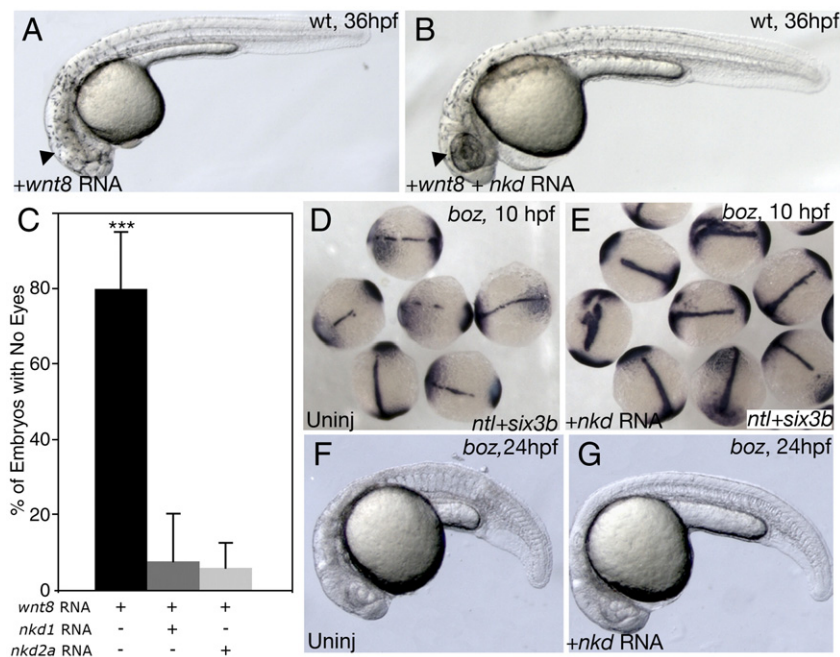 A
wt, 36hpf
+wnt8 RNA
B
wt, 36hpf
+wnt8 + nkd RNA
C
% of Embryos with No Eyes
***
80
60
40
20
0
wnt8 RNA + + +
nkd1 RNA - + -
nkd2a RNA - - +
D
boz, 10 hpf
Uninj
ntl+six3b
E
boz, 10 hpf
+nkd RNA
ntl+six3b
F
boz,24hpf
Uninj
G
boz, 24hpf
+nkd RNA